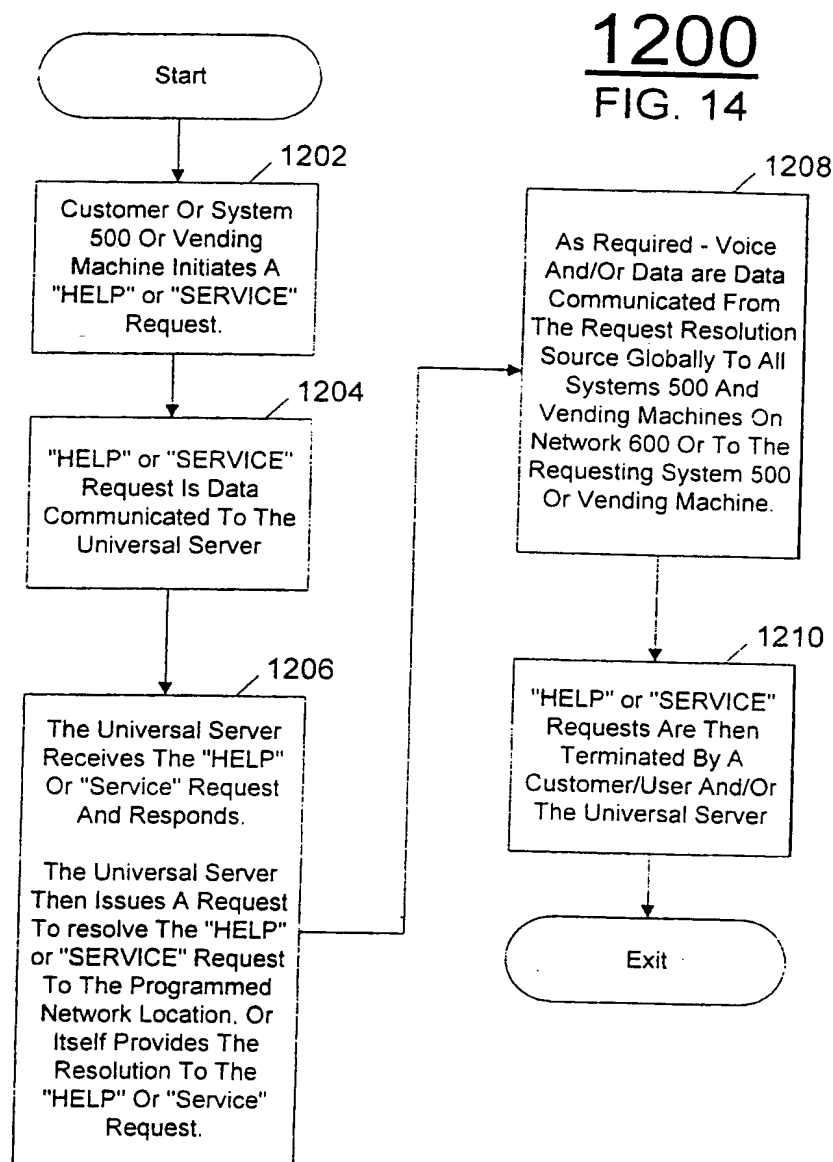 1200
FIG. 14
Start
1202
Customer Or System
500 Or Vending
Machine Initiates A
"HELP" or "SERVICE"
Request.
1204
"HELP" or "SERVICE"
Request Is Data
Communicated To The
Universal Server
1206
The Universal Server
Receives The "HELP"
Or "Service" Request
And Responds.
The Universal Server
Then Issues A Request
To resolve The "HELP"
or "SERVICE" Request
To The Programmed
Network Location, Or
Itself Provides The
Resolution To The
"HELP" Or "Service"
Request.
1208
As Required - Voice
And/Or Data are Data
Communicated From
The Request Resolution
Source Globally To All
Systems 500 And
Vending Machines On
Network 600 Or To The
Requesting System 500
Or Vending Machine.
1210
"HELP" or "SERVICE"
Requests Are Then
Terminated By A
Customer/User And/Or
The Universal Server
Exit